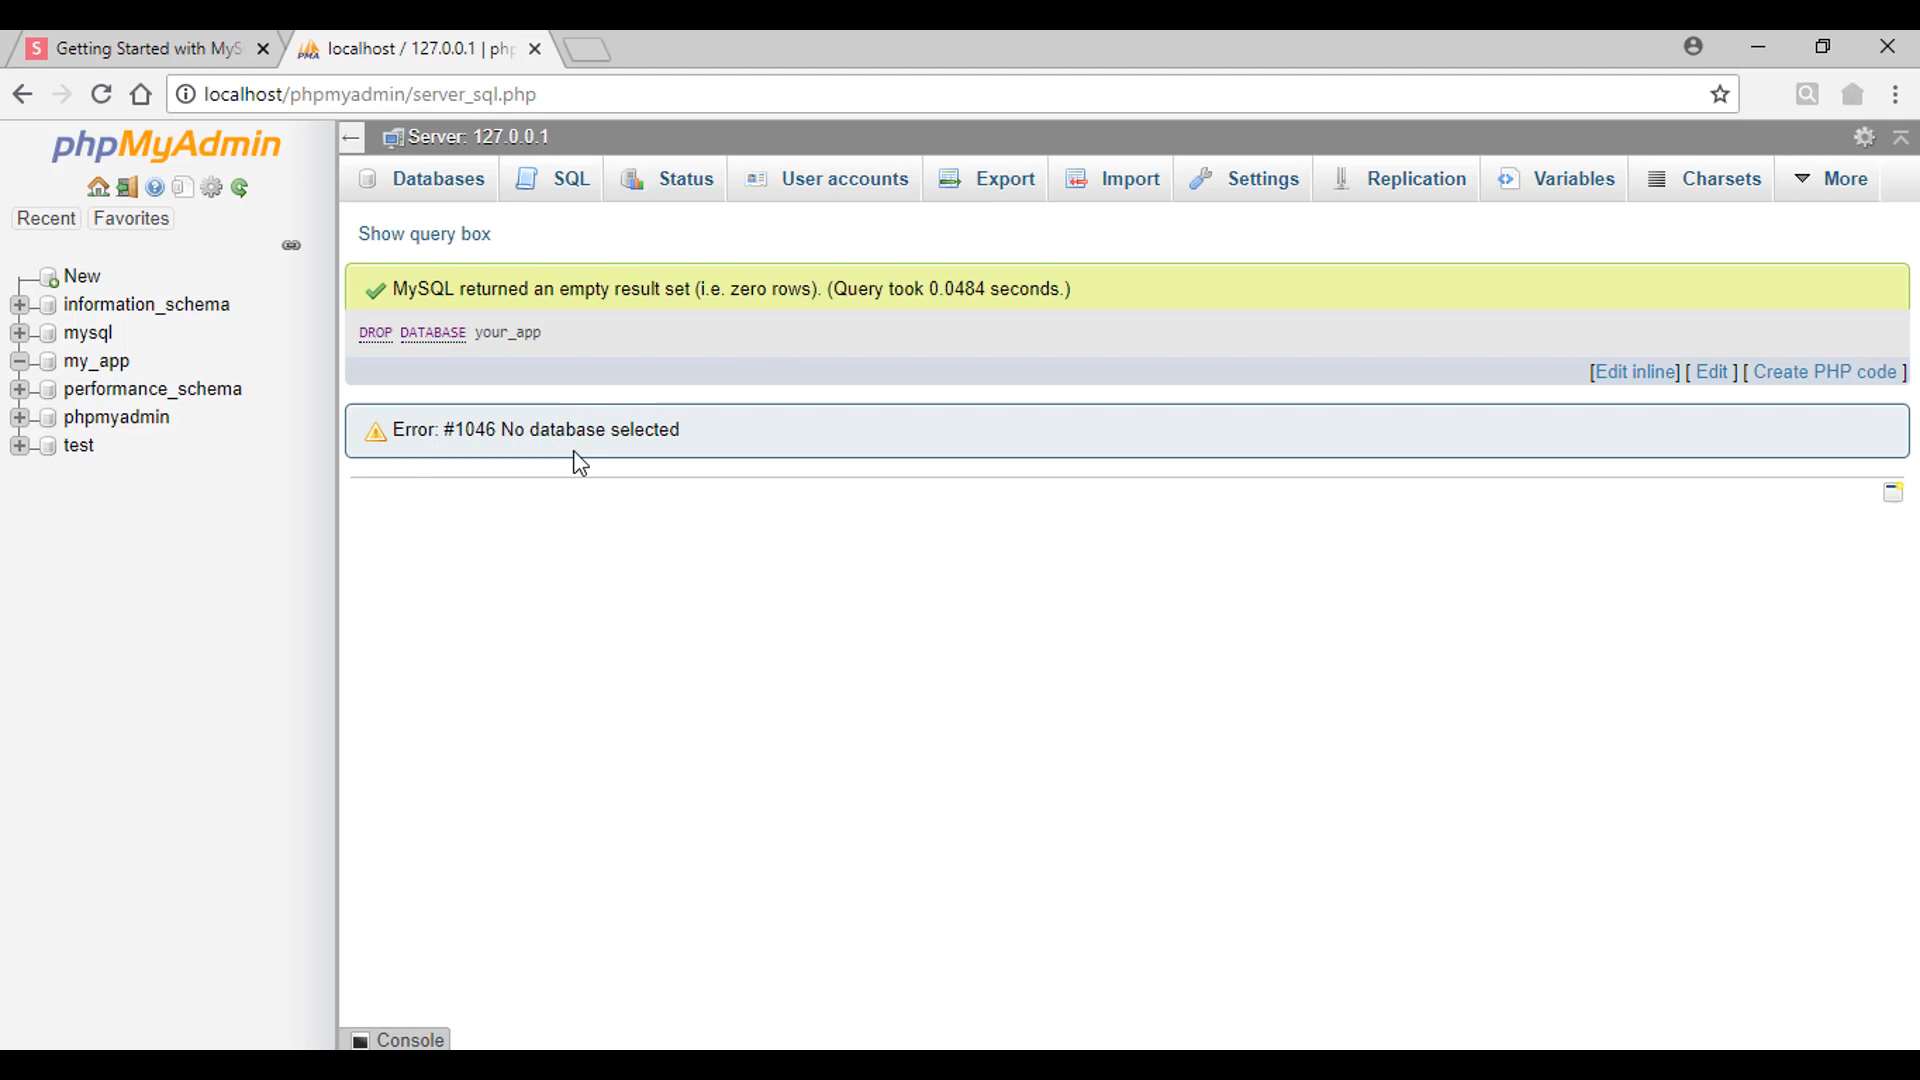 S Getting Started with MyS
PMA localhost / 127.0.0.1 | php
localhost/phpmyadmin/server_sql.php
phpMyAdmin
Recent Favorites
New
information_schema
mysql
my_app
performance_schema
phpmyadmin
test
Server: 127.0.0.1
Databases SQL Status User accounts Export Import Settings Replication Variables Charsets More
Show query box
MySQL returned an empty result set (i.e. zero rows). (Query took 0.0484 seconds.)
DROP DATABASE your_app
[Edit inline] [ Edit ] [ Create PHP code ]
Error: #1046 No database selected
Console